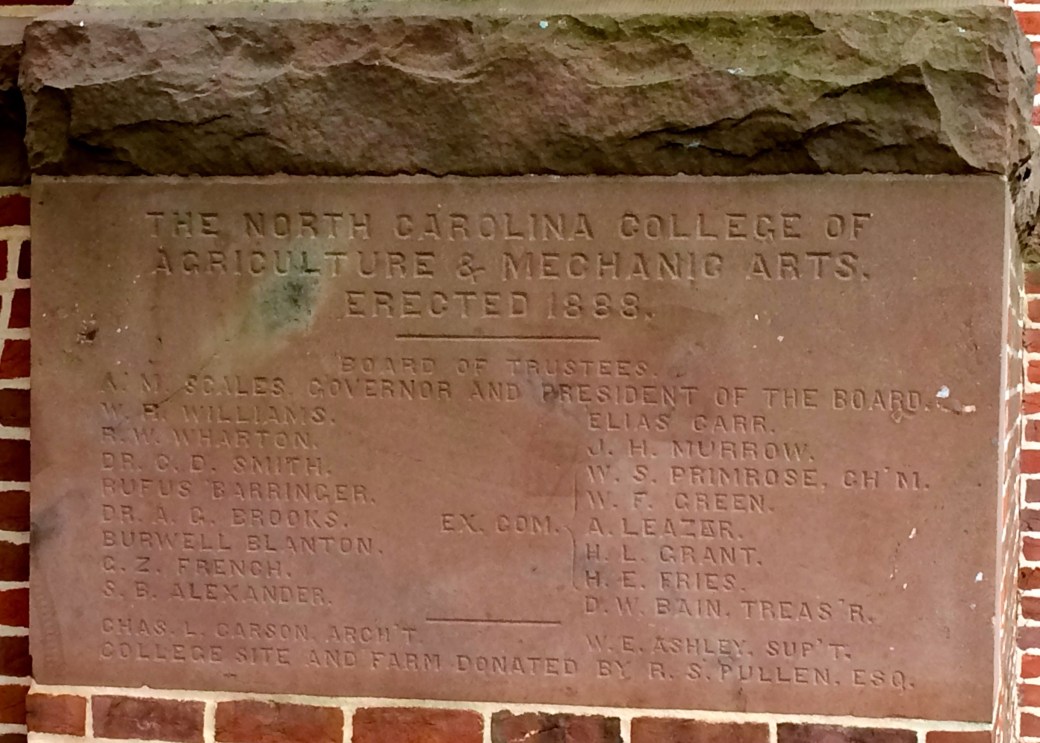 THE NORTH CAROLINA COLLEGE OF
AGRICULTURE & MECHANIC ARTS.
ERECTED 1888.
BOARD OF TRUSTEES.
A. M. SCALES. GOVERNOR AND PRESIDENT OF THE BOARD.
W. R. WILLIAMS.
R. W. WHARTON.
DR. C. D. SMITH.
RUFUS BARRINGER.
DR. A. G. BROOKS.
BURWELL BLANTON.
G. Z. FRENCH.
S. B. ALEXANDER.
EX. COM.
ELIAS CARR.
J. H. MURROW.
W. S. PRIMROSE, CH'M.
W. F. GREEN.
A. LEAZAR.
H. L. GRANT.
H. E. FRIES.
D. W. BAIN. TREAS'R.
CHAS. L. CARSON. ARCH'T.
W. E. ASHLEY. SUP'T.
COLLEGE SITE AND FARM DONATED BY R. S. PULLEN. ESQ.